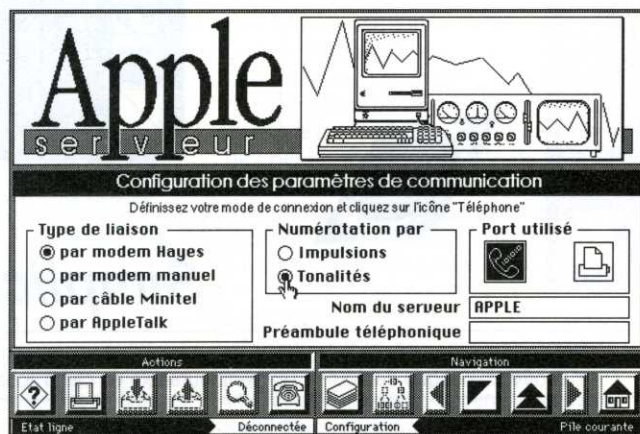 Apple
serveur
Configuration des paramètres de communication
Définissez votre mode de connexion et cliquez sur l'icône "Téléphone"
Type de liaison
par modem Hayes
par modem manuel
par câble Minitel
par AppleTalk
Numérotation par
Impulsions
Tonalités
Port utilisé
Nom du serveur APPLE
Préambule téléphonique
Actions
Navigation
Etat ligne Déconnectée Configuration Pile courante